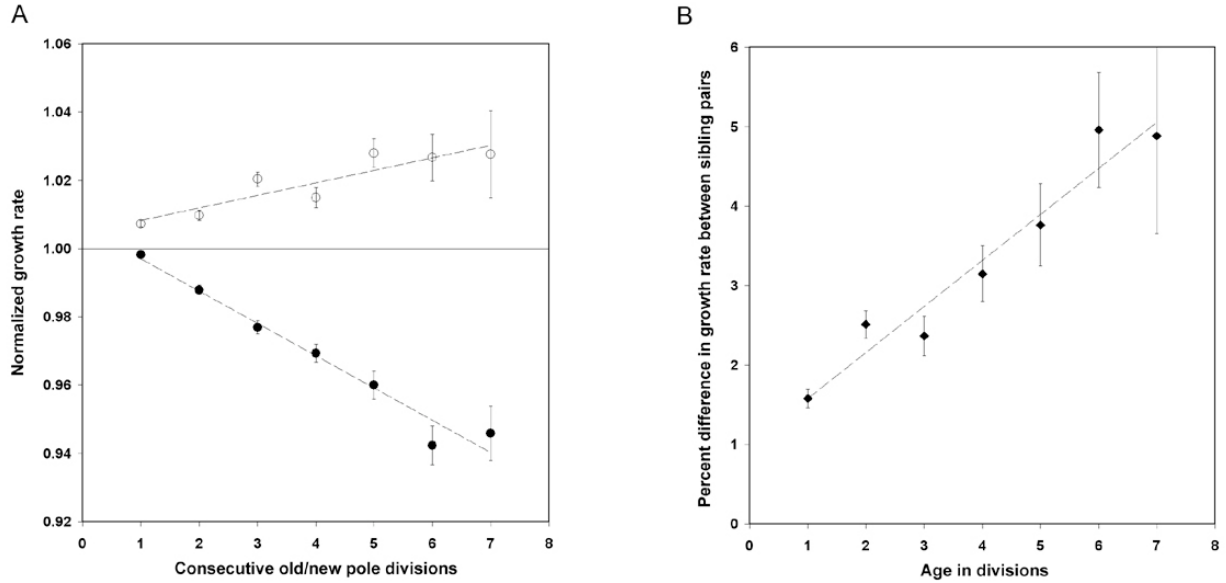 A
Normalized growth rate
1.06
1.04
1.02
1.00
0.98
0.96
0.94
0.92
0 1 2 3 4 5 6 7 8
Consecutive old/new pole divisions
B
Percent difference in growth rate between sibling pairs
6
5
4
3
2
1
0
0 1 2 3 4 5 6 7 8
Age in divisions